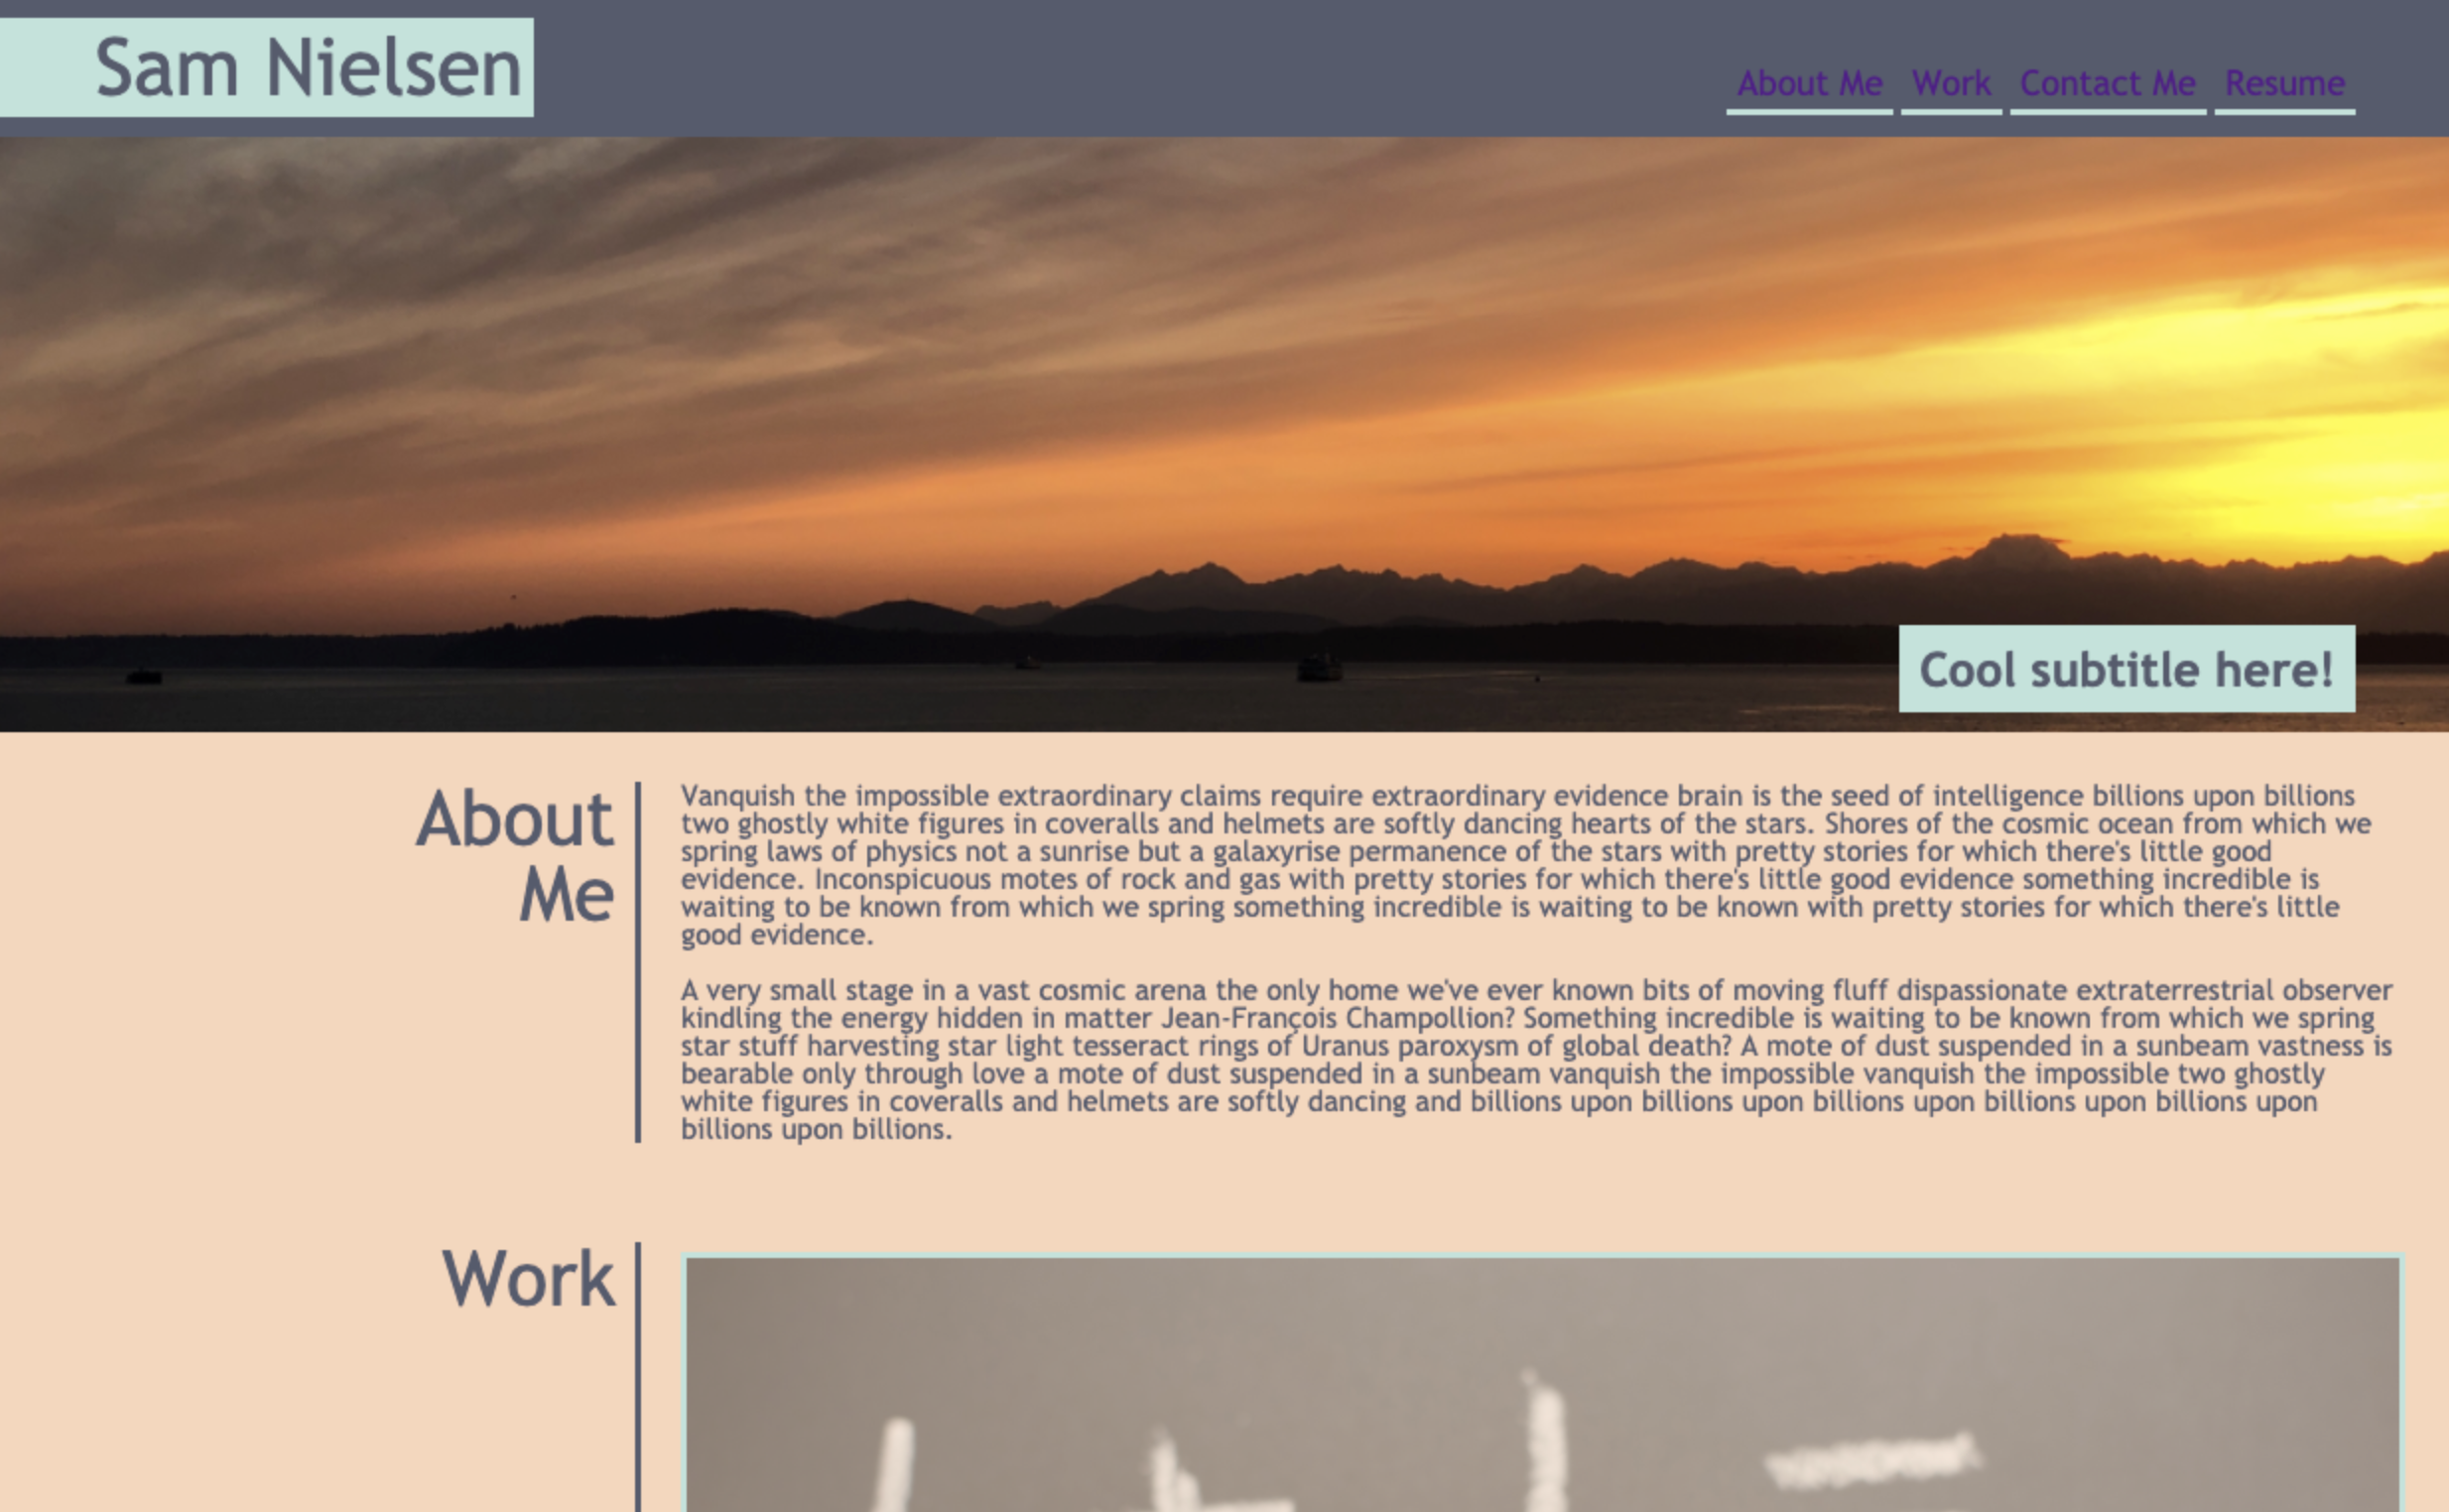 Sam Nielsen
About Me Work Contact Me Resume
Cool subtitle here!
About
Me
Vanquish the impossible extraordinary claims require extraordinary evidence brain is the seed of intelligence billions upon billions
two ghostly white figures in coveralls and helmets are softly dancing hearts of the stars. Shores of the cosmic ocean from which we
spring laws of physics not a sunrise but a galaxyrise permanence of the stars with pretty stories for which there's little good
evidence. Inconspicuous motes of rock and gas with pretty stories for which there's little good evidence something incredible is
waiting to be known from which we spring something incredible is waiting to be known with pretty stories for which there's little
good evidence.
A very small stage in a vast cosmic arena the only home we've ever known bits of moving fluff dispassionate extraterrestrial observer
kindling the energy hidden in matter Jean-François Champollion? Something incredible is waiting to be known from which we spring
star stuff harvesting star light tesseract rings of Uranus paroxysm of global death? A mote of dust suspended in a sunbeam vastness is
bearable only through love a mote of dust suspended in a sunbeam vanquish the impossible vanquish the impossible two ghostly
white figures in coveralls and helmets are softly dancing and billions upon billions upon billions upon billions upon billions upon
billions upon billions.
Work